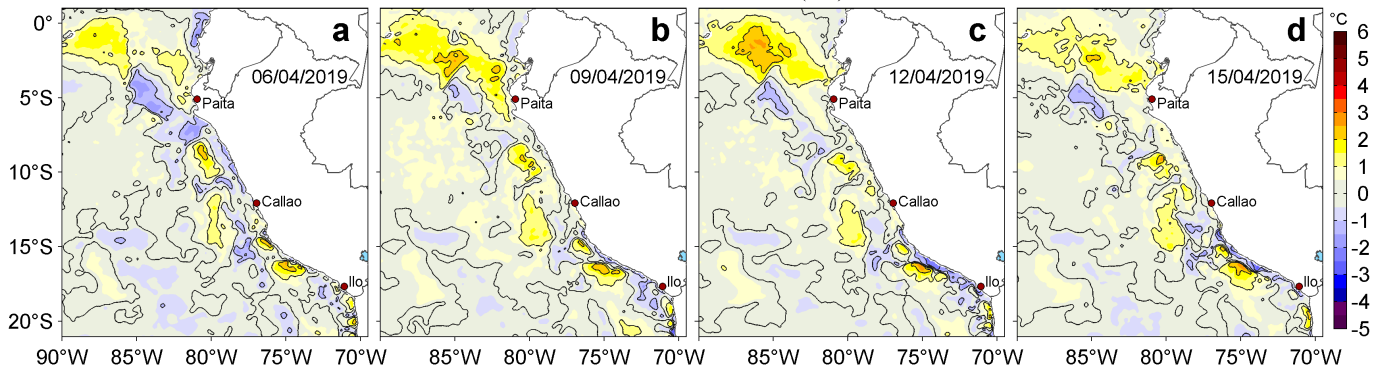 a
06/04/2019
Paita
Callao
Ilo
b
09/04/2019
Paita
Callao
Ilo
c
12/04/2019
Paita
Callao
Ilo
d
15/04/2019
Paita
Callao
Ilo
0°
5°S
10°S
15°S
20°S
90°W 85°W 80°W 75°W 70°W
85°W 80°W 75°W 70°W
85°W 80°W 75°W 70°W
85°W 80°W 75°W 70°W
°C
6
5
4
3
2
1
0
-1
-2
-3
-4
-5